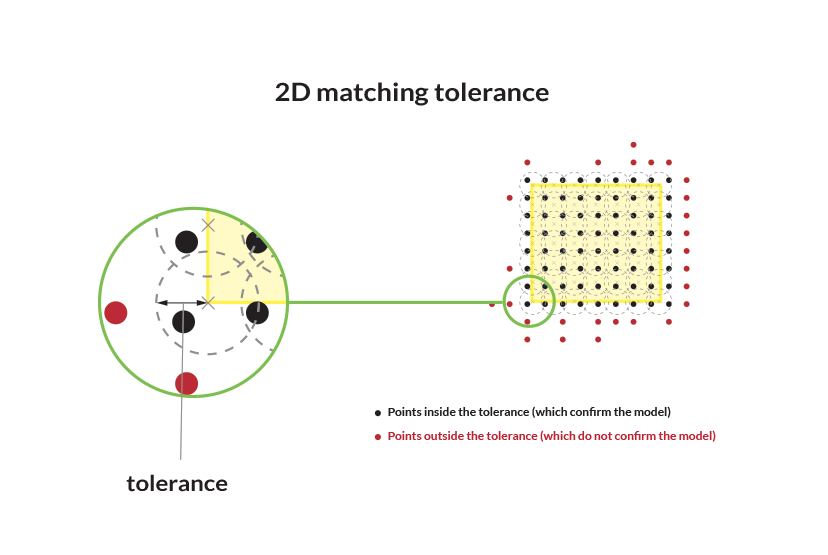 2D matching tolerance
Points inside the tolerance (which confirm the model)
Points outside the tolerance (which do not confirm the model)
tolerance